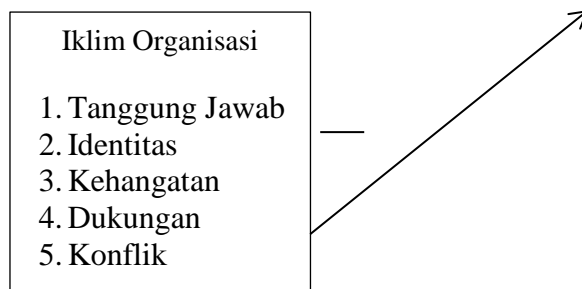 Iklim Organisasi
1. Tanggung Jawab
2. Identitas
3. Kehangatan
4. Dukungan
5. Konflik